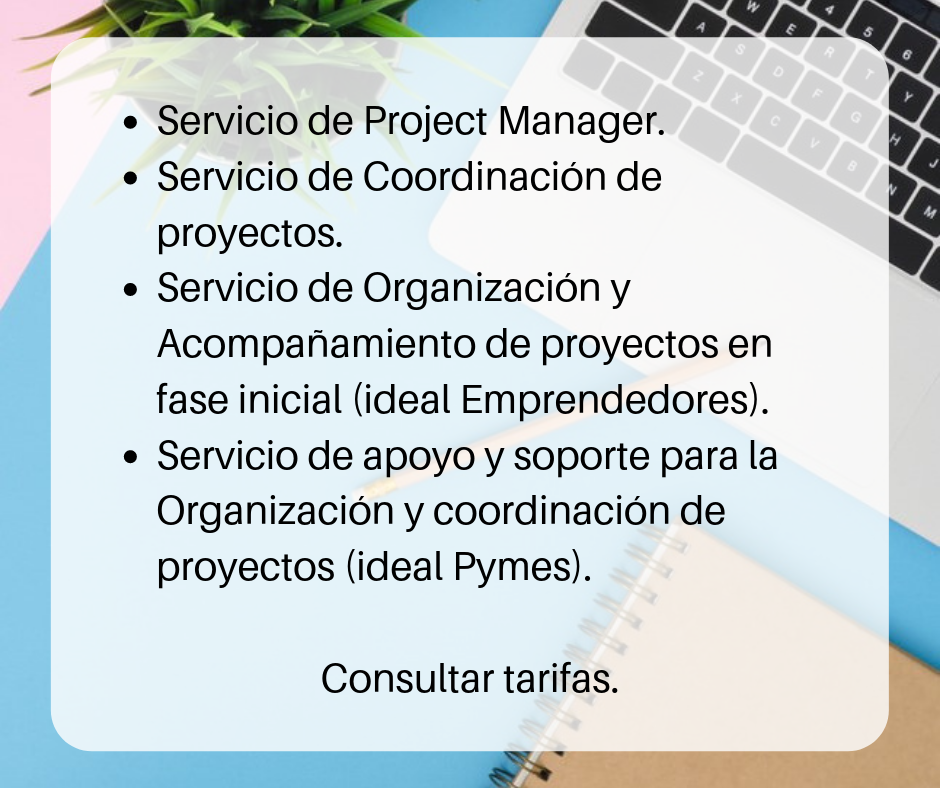 • Servicio de Project Manager.
• Servicio de Coordinación de
proyectos.
• Servicio de Organización y
Acompañamiento de proyectos en
fase inicial (ideal Emprendedores).
• Servicio de apoyo y soporte para la
Organización y coordinación de
proyectos (ideal Pymes).
Consultar tarifas.